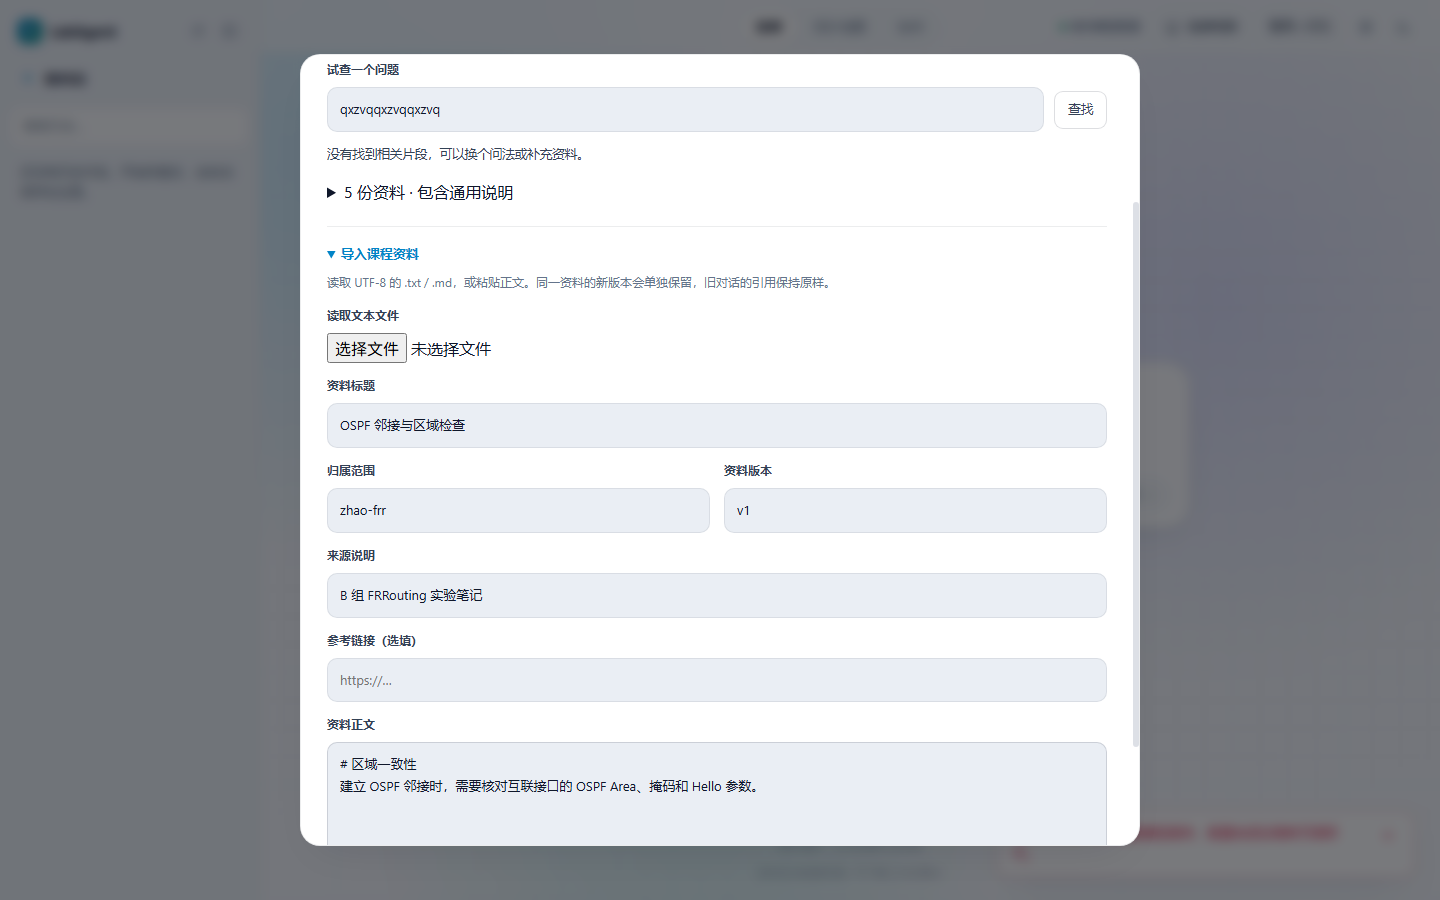 试查一个问题
qxzvqqxzvqqxzvq
查找
没有找到相关片段，可以换个问法或补充资料。
▶ 5 份资料 · 包含通用说明
▼ 导入课程资料
读取 UTF-8 的 .txt / .md，或粘贴正文。同一资料的新版本会单独保留，旧对话的引用保持原样。
读取文本文件
选择文件 未选择文件
资料标题
OSPF 邻接与区域检查
归属范围
资料版本
zhao-frr
v1
来源说明
B 组 FRRouting 实验笔记
参考链接（选填）
https://...
资料正文
# 区域一致性
建立 OSPF 邻接时，需要核对互联接口的 OSPF Area、掩码和 Hello 参数。